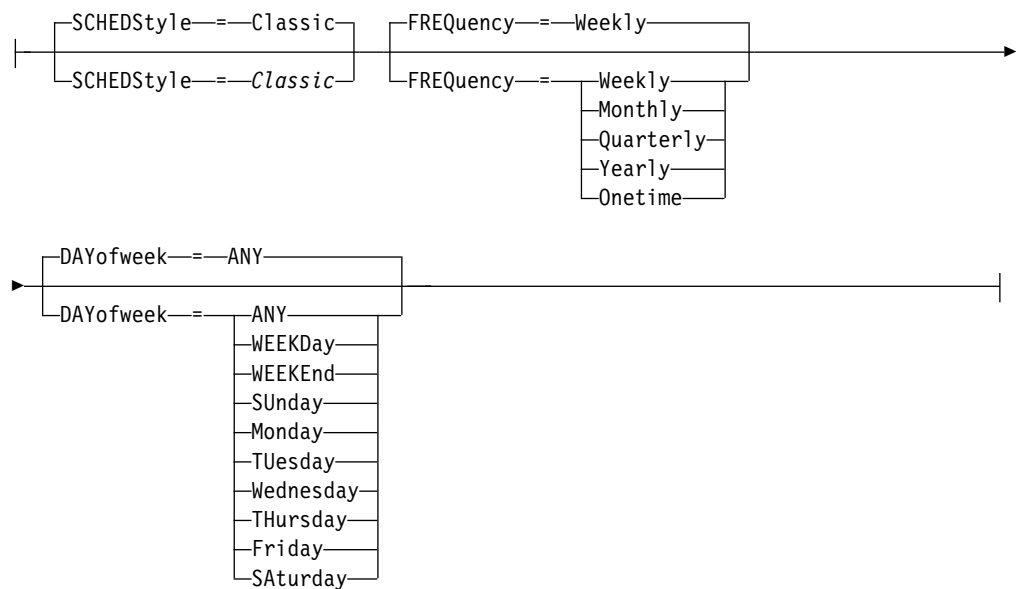 SCHEDStyle = Classic FREQuency = Weekly
SCHEDStyle = Classic FREQuency = Weekly
Monthly
Quarterly
Yearly
Onetime
DAYofweek = ANY
DAYofweek = ANY
WEEKDay
WEEKEnd
SUnday
Monday
TUesday
Wednesday
THursday
Friday
SAturday